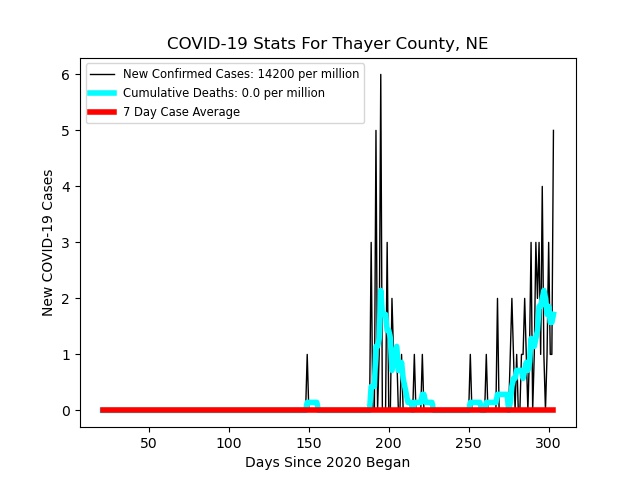 COVID-19 Stats For Thayer County, NE
New Confirmed Cases: 14200 per million
Cumulative Deaths: 0.0 per million
7 Day Case Average
New COVID-19 Cases
6
5
4
3
2
1
0
50 100 150 200 250 300
Days Since 2020 Began